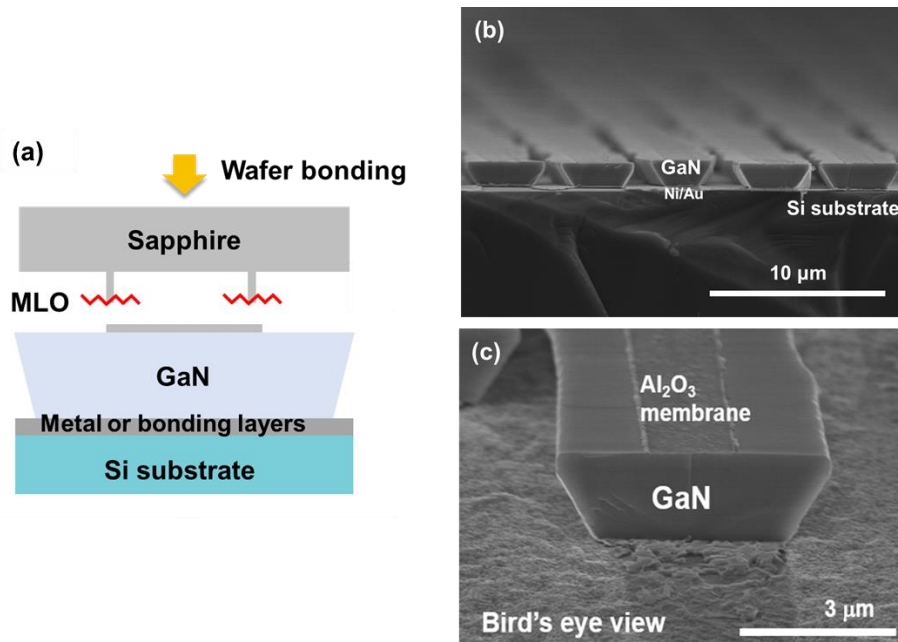 (a)
Wafer bonding
Sapphire
MLO
GaN
Metal or bonding layers
Si substrate
(b)
GaN
Ni/Au
Si substrate
10 μm
(c)
Al₂O₃
membrane
GaN
3 μm
Bird's eye view